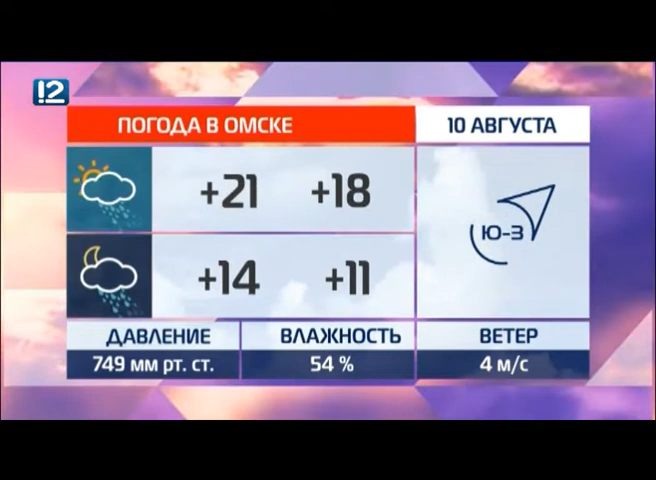 12
ПОГОДА В ОМСКЕ
10 АВГУСТА
+21 +18
Ю-З
+14 +11
ДАВЛЕНИЕ
ВЛАЖНОСТЬ
ВЕТЕР
749 мм рт. ст.
54 %
4 м/с